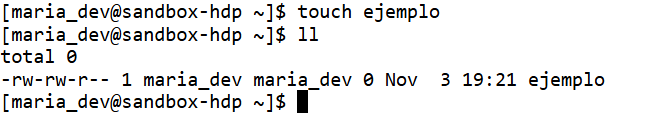 [maria_dev@sandbox-hdp ~]$ touch ejemplo
[maria_dev@sandbox-hdp ~]$ ll
total 0
-rw-rw-r-- 1 maria_dev maria_dev 0 Nov  3 19:21 ejemplo
[maria_dev@sandbox-hdp ~]$